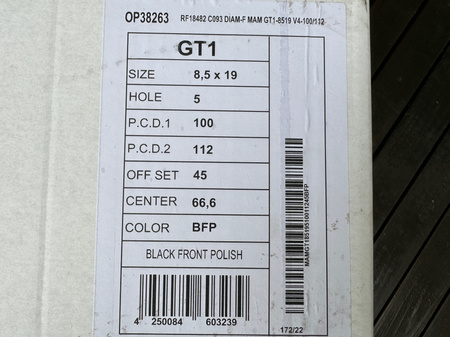 OP38263 RF18482 C093 DIAM-F MAM GT1-8519 V4-100/112
GT1
SIZE 8,5 x 19
HOLE 5
P.C.D.1 100
P.C.D.2 112
OFF SET 45
CENTER 66,6
COLOR BFP
BLACK FRONT POLISH
4 250084 603239
172/22